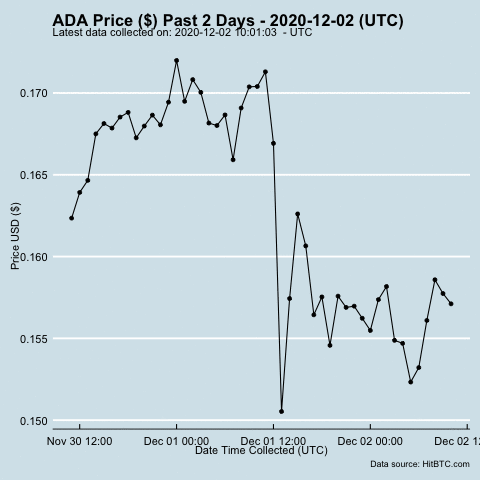 ADA Price ($) Past 2 Days - 2020-12-02 (UTC)
Latest data collected on: 2020-12-02 10:01:03 - UTC
Price USD ($)
0.170
0.165
0.160
0.155
0.150
Nov 30 12:00 Dec 01 00:00 Dec 01 12:00 Dec 02 00:00 Dec 02 12
Date Time Collected (UTC)
Data source: HitBTC.com